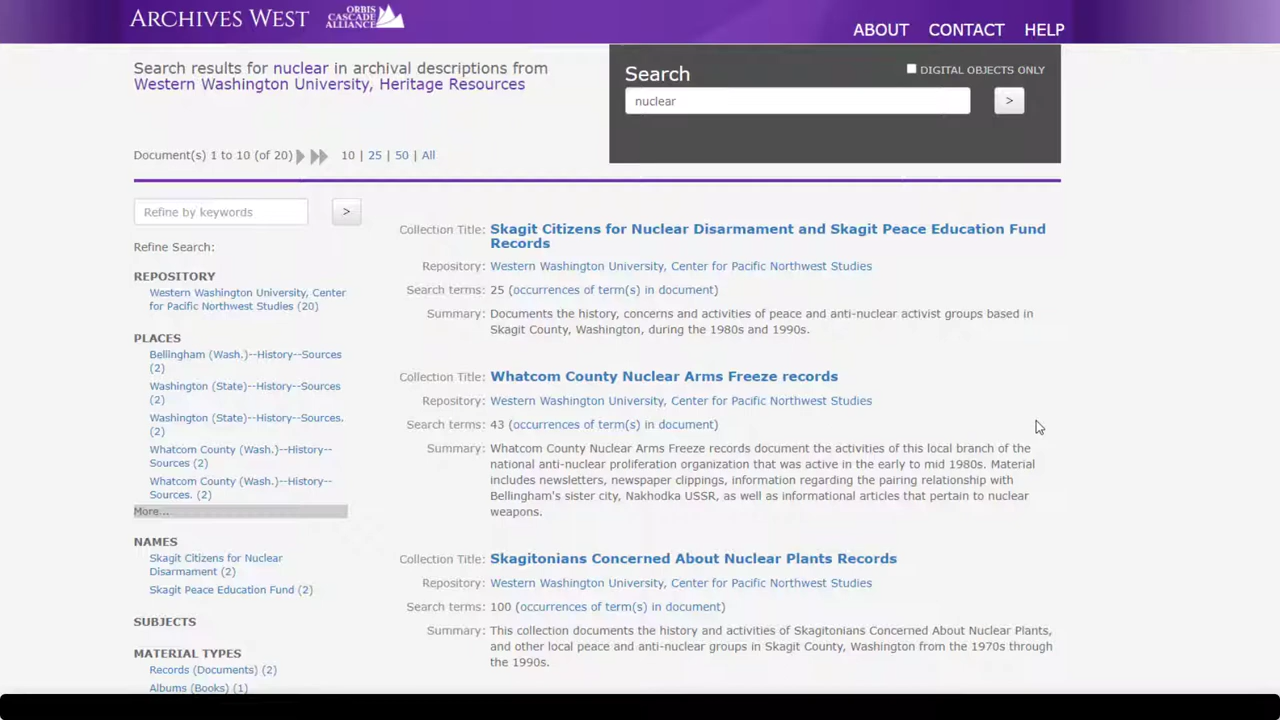 ARCHIVES WEST
ORBIS
CASCADE
ALLIANCE
ABOUT CONTACT HELP
Search results for nuclear in archival descriptions from
Western Washington University, Heritage Resources
Search
DIGITAL OBJECTS ONLY
nuclear
>
Document(s) 1 to 10 (of 20) 10 | 25 | 50 | All
Refine by keywords
>
Refine Search:
REPOSITORY
Western Washington University, Center
for Pacific Northwest Studies (20)
PLACES
Bellingham (Wash.)--History--Sources
(2)
Washington (State)--History--Sources
(2)
Washington (State)--History--Sources.
(2)
Whatcom County (Wash.)--History--
Sources (2)
Whatcom County (Wash.)--History--
Sources. (2)
More...
NAMES
Skagit Citizens for Nuclear
Disarmament (2)
Skagit Peace Education Fund (2)
SUBJECTS
MATERIAL TYPES
Records (Documents) (2)
Albums (Books) (1)
Collection Title: Skagit Citizens for Nuclear Disarmament and Skagit Peace Education Fund
Records
Repository: Western Washington University, Center for Pacific Northwest Studies
Search terms: 25 (occurrences of term(s) in document)
Summary: Documents the history, concerns and activities of peace and anti-nuclear activist groups based in
Skagit County, Washington, during the 1980s and 1990s.
Collection Title: Whatcom County Nuclear Arms Freeze records
Repository: Western Washington University, Center for Pacific Northwest Studies
Search terms: 43 (occurrences of term(s) in document)
Summary: Whatcom County Nuclear Arms Freeze records document the activities of this local branch of the
national anti-nuclear proliferation organization that was active in the early to mid 1980s. Material
includes newsletters, newspaper clippings, information regarding the pairing relationship with
Bellingham's sister city, Nakhodka USSR, as well as informational articles that pertain to nuclear
weapons.
Collection Title: Skagitonians Concerned About Nuclear Plants Records
Repository: Western Washington University, Center for Pacific Northwest Studies
Search terms: 100 (occurrences of term(s) in document)
Summary: This collection documents the history and activities of Skagitonians Concerned About Nuclear Plants,
and other local peace and anti-nuclear groups in Skagit County, Washington from the 1970s through
the 1990s.